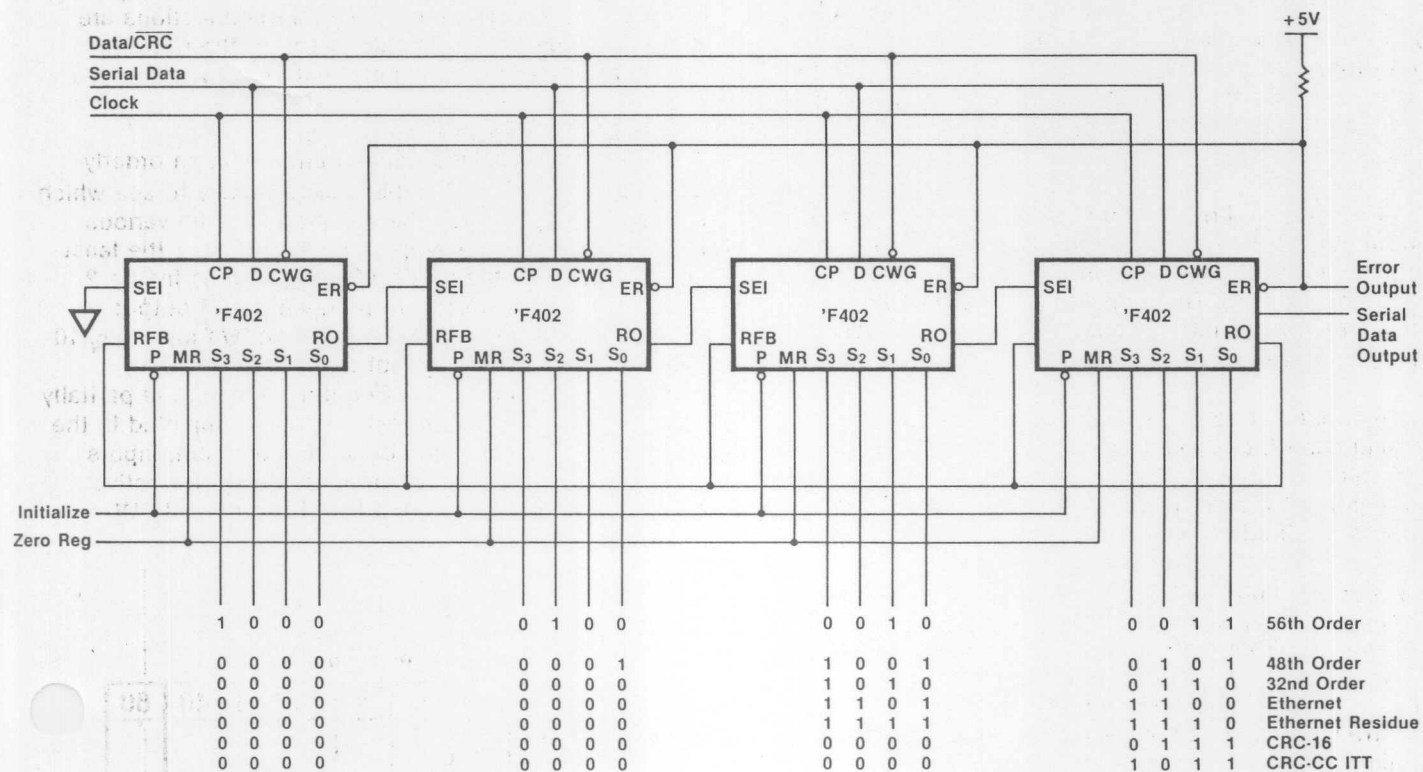 +5V
Data/CRC
Serial Data
Clock
CP D CWG
SEI ER
'F402
RFB RO
P MR S3 S2 S1 S0
CP D CWG
SEI ER
'F402
RFB RO
P MR S3 S2 S1 S0
CP D CWG
SEI ER
'F402
RFB RO
P MR S3 S2 S1 S0
CP D CWG
SEI ER
'F402
RO
RFB
P MR S3 S2 S1 S0
Error
Output
Serial
Data
Output
Initialize
Zero Reg
1 0 0 0 0 1 0 0 0 0 1 0 0 0 1 1 56th Order
0 0 0 0 0 0 0 1 1 0 0 1 0 1 0 1 48th Order
0 0 0 0 0 0 0 0 1 0 1 0 0 1 1 0 32nd Order
0 0 0 0 0 0 0 0 1 1 0 1 1 1 0 0 Ethernet
0 0 0 0 0 0 0 0 1 1 1 1 1 1 1 0 Ethernet Residue
0 0 0 0 0 0 0 0 0 0 0 0 0 1 1 1 CRC-16
0 0 0 0 0 0 0 0 0 0 0 0 1 0 1 1 CRC-CC ITT